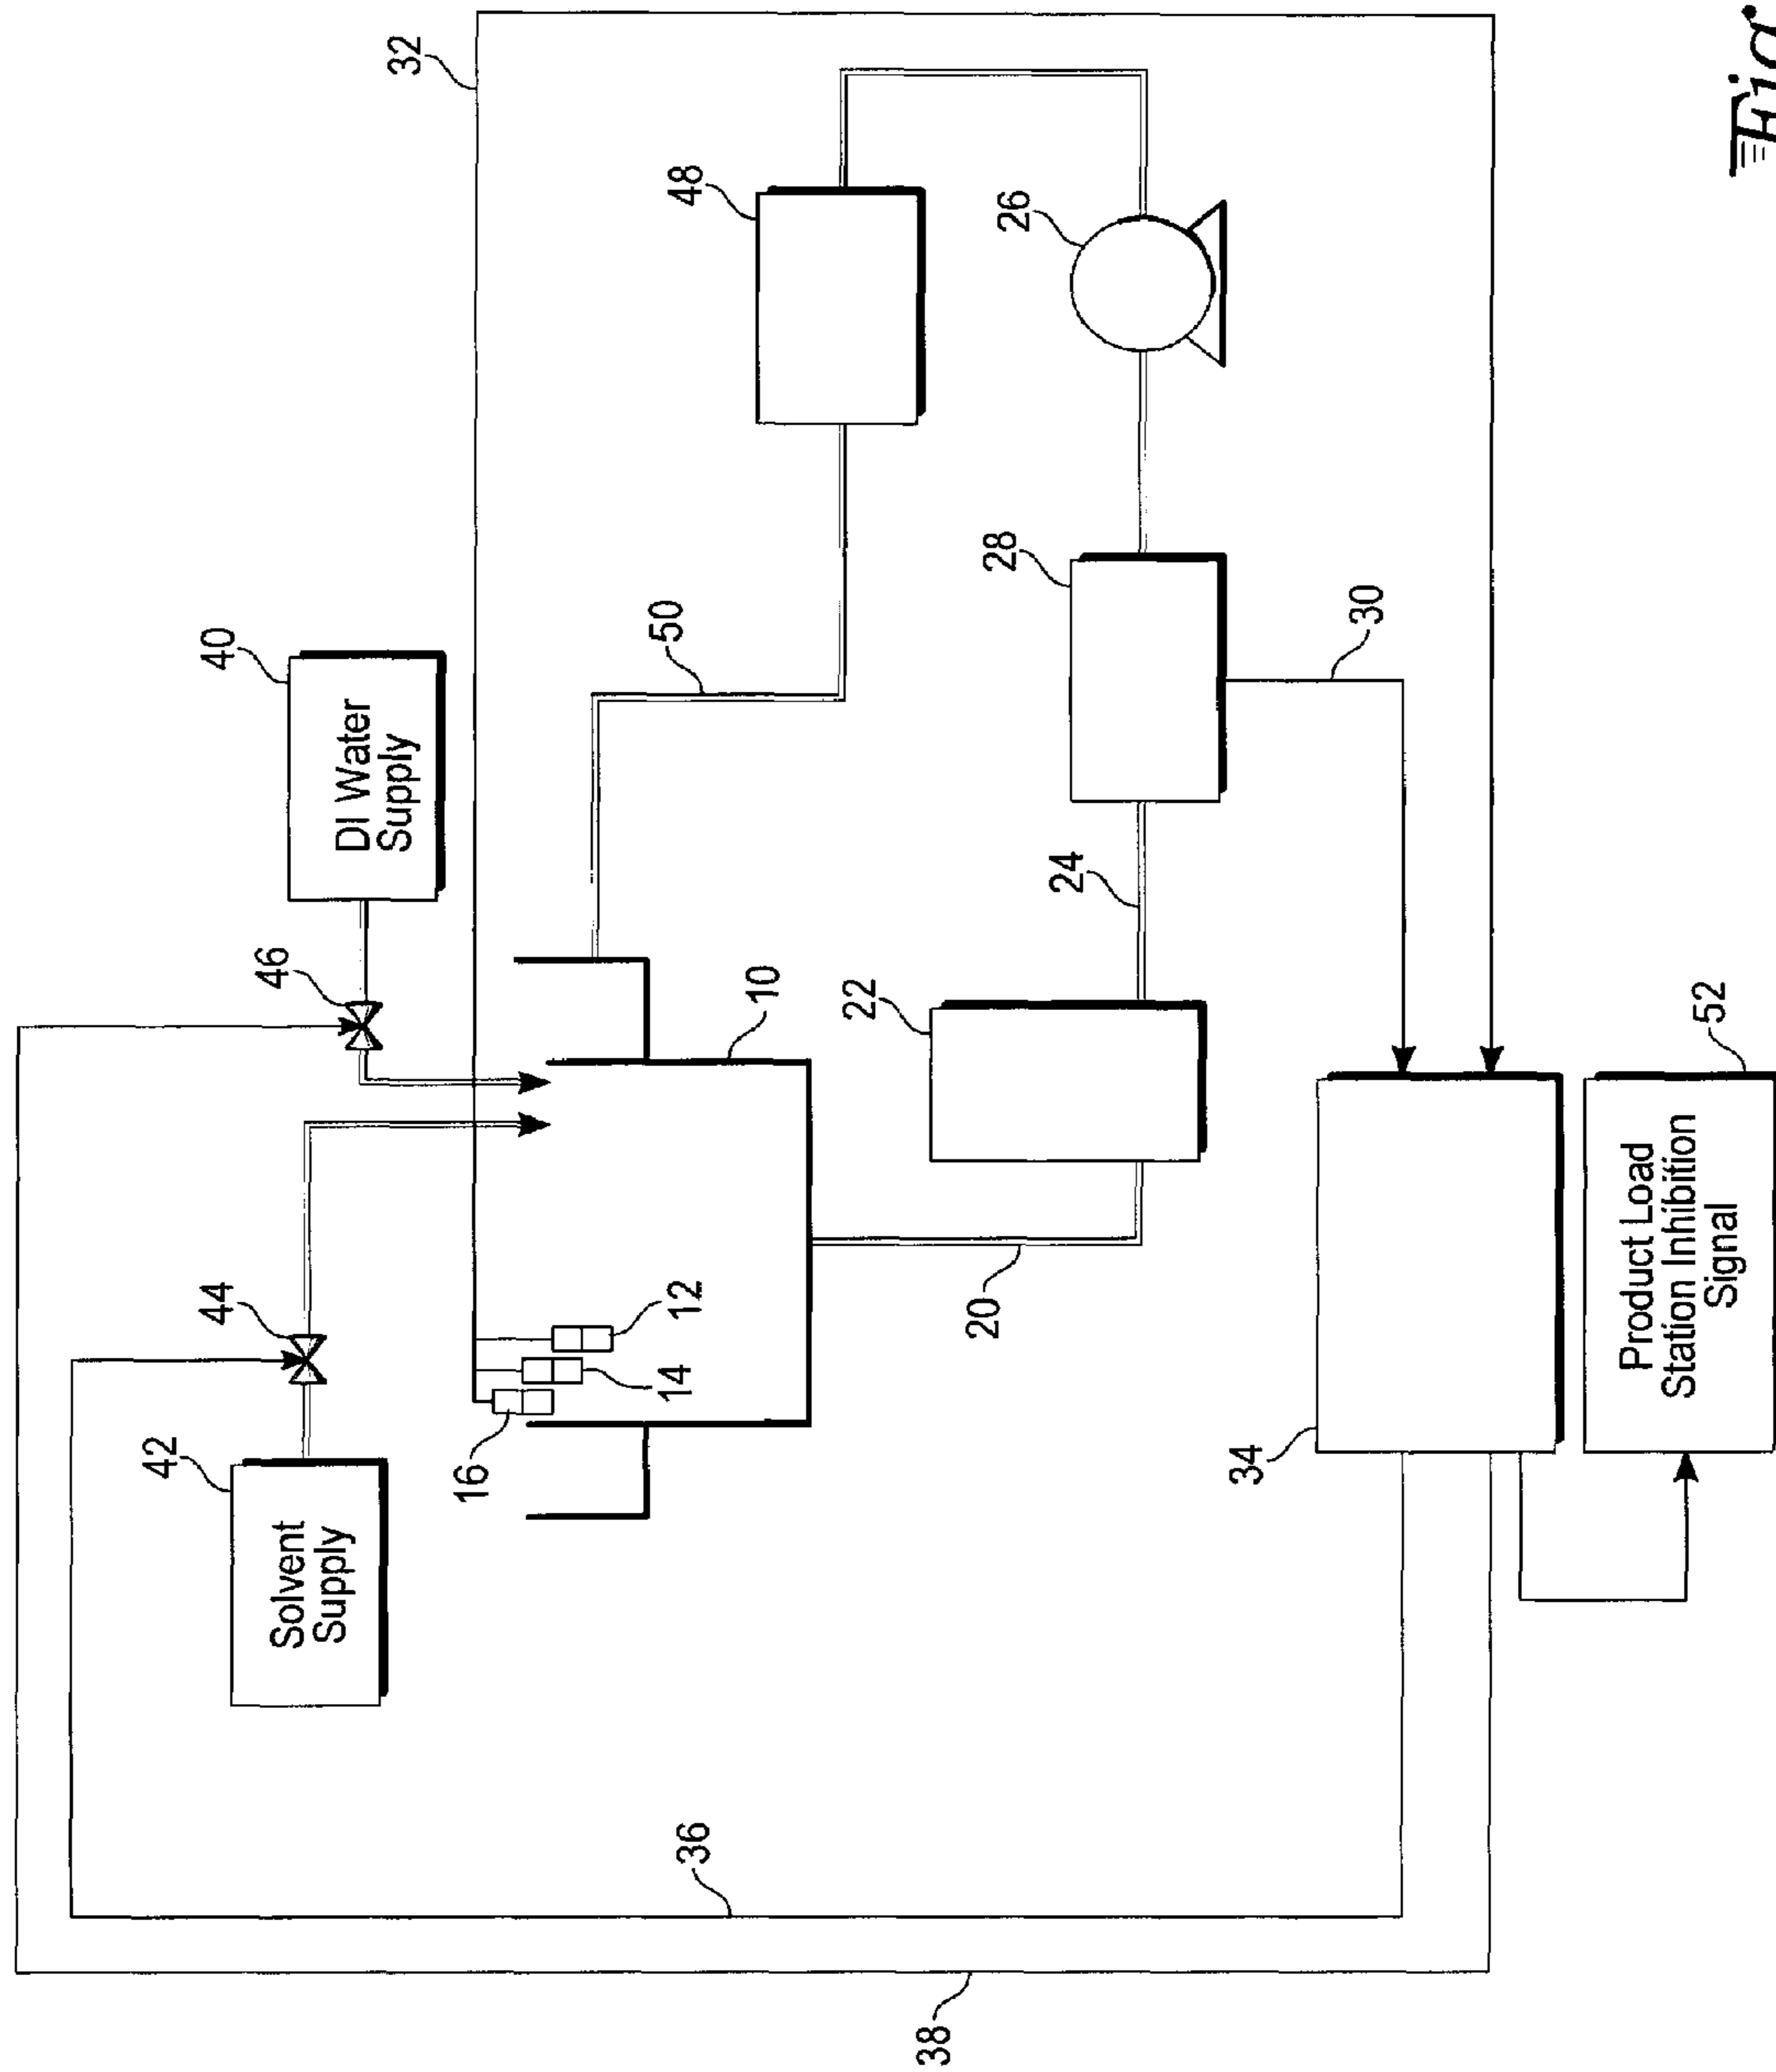 42
44
40
46
Solvent
Supply
DI Water
Supply
32
16
14
12
50
36
48
10
22
38
20
28
26
24
34
30
Product Load
Station Inhibition
Signal
52
Fig.